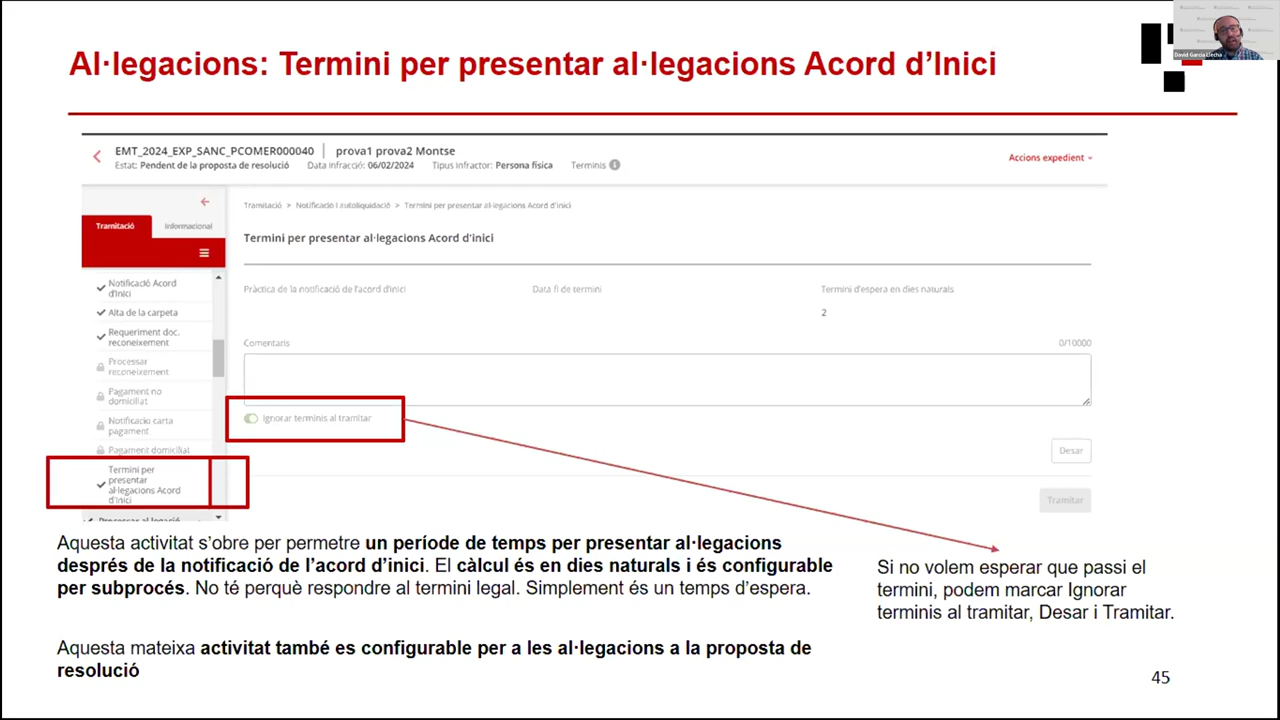 Al·legacions: Termini per presentar al·legacions Acord d'Inici
David Garcia Llecha
EMT_2024_EXP_SANC_PCOMER000040 | prova1 prova2 Montse
Estat: Pendent de la proposta de resolució Data infracció: 06/02/2024 Tipus infractor: Persona física Terminis
Accions expedient
Tramitació Informacional
Tramitació > Notificació i autoliquidació > Termini per presentar al·legacions Acord d'inici
Termini per presentar al·legacions Acord d'inici
Notificació Acord
d'Inici
Alta de la carpeta
Requeriment doc.
reconeixement
Processar
reconeixement
Pagament no
domiciliat
Notificacio carta
pagament
Pagament domiciliat
Termini per
presentar
al·legacions Acord
d'Inici
Processar al·legació
Pràctica de la notificació de l'acord d'inici
Data fi de termini
Termini d'espera en dies naturals
2
Comentaris
0/10000
Ignorar terminis al tramitar
Desar
Tramitar
Aquesta activitat s'obre per permetre un període de temps per presentar al·legacions
després de la notificació de l'acord d'inici. El càlcul és en dies naturals i és configurable
per subprocés. No té perquè respondre al termini legal. Simplement és un temps d'espera.
Aquesta mateixa activitat també es configurable per a les al·legacions a la proposta de
resolució
Si no volem esperar que passi el
termini, podem marcar Ignorar
terminis al tramitar, Desar i Tramitar.
45